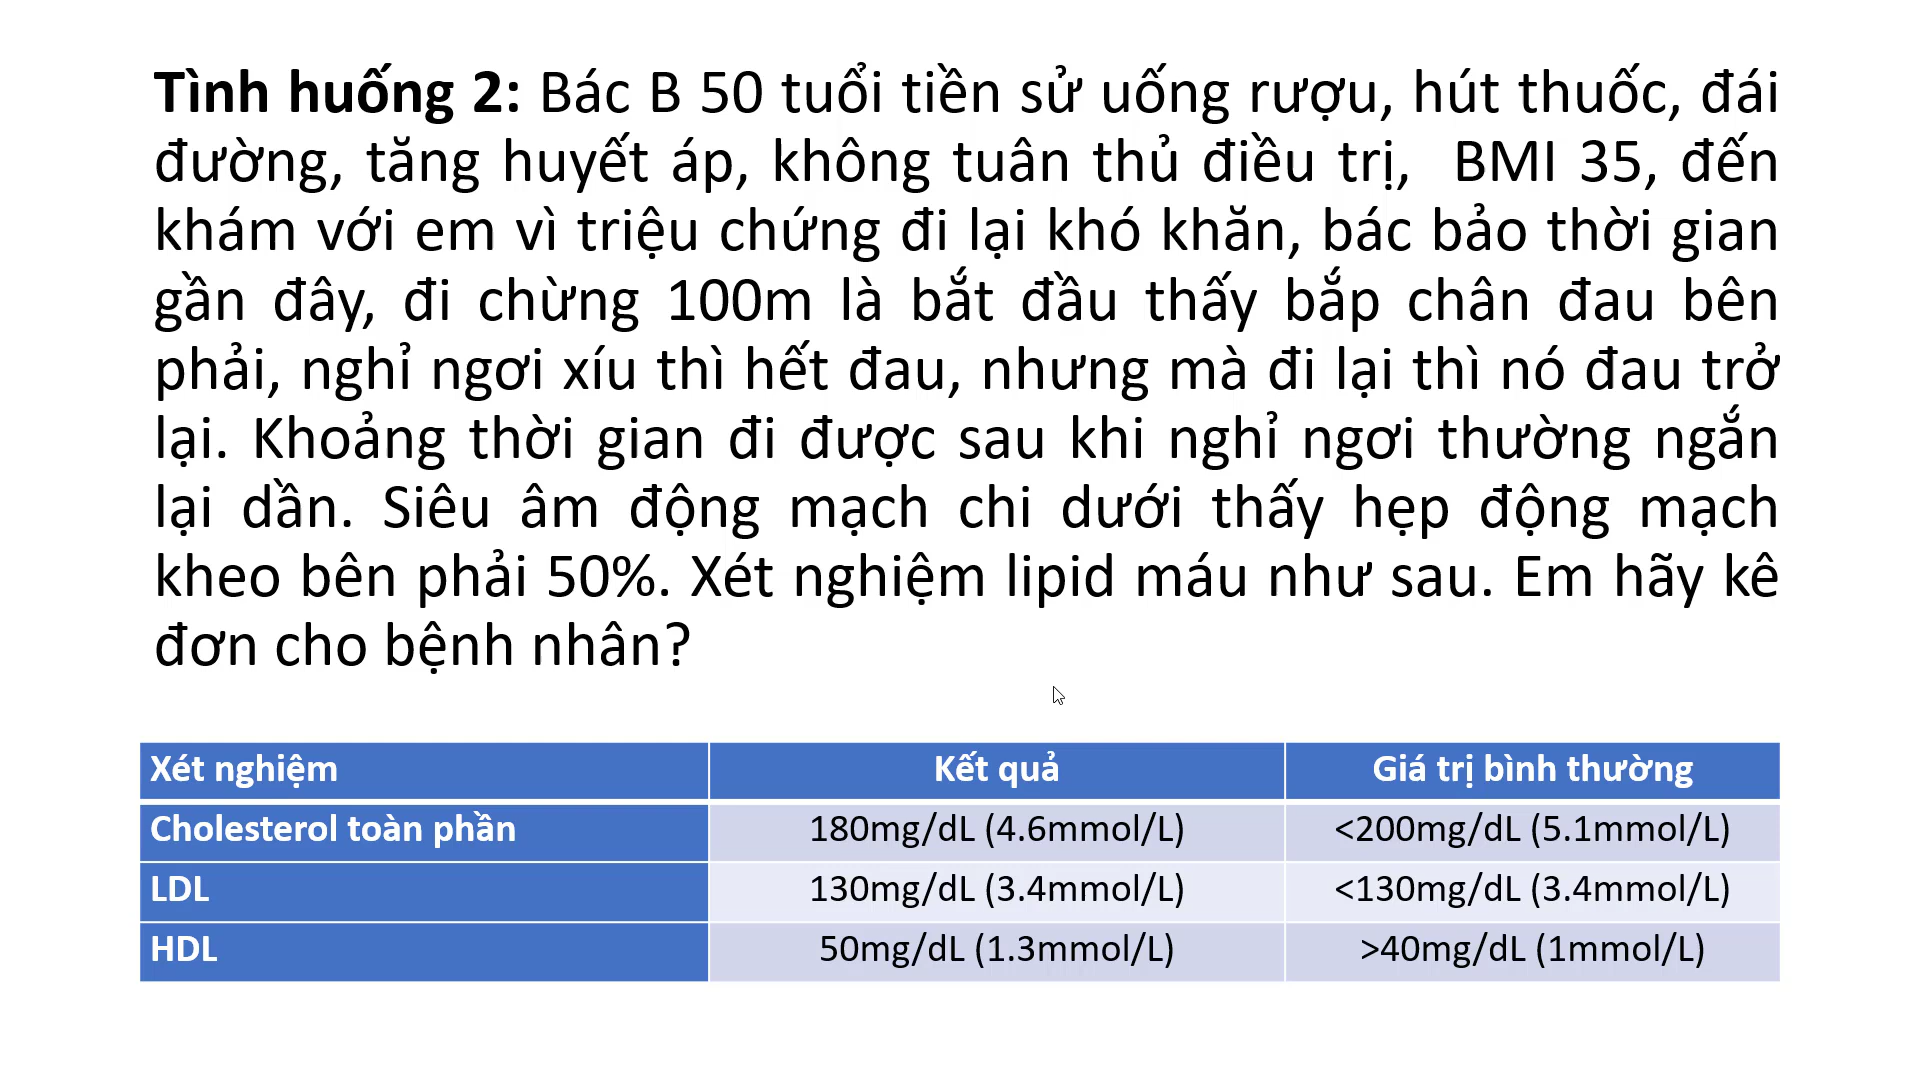 Tình huống 2: Bác B 50 tuổi tiền sử uống rượu, hút thuốc, đái
đường, tăng huyết áp, không tuân thủ điều trị, BMI 35, đến
khám với em vì triệu chứng đi lại khó khăn, bác bảo thời gian
gần đây, đi chừng 100m là bắt đầu thấy bắp chân đau bên
phải, nghỉ ngơi xíu thì hết đau, nhưng mà đi lại thì nó đau trở
lại. Khoảng thời gian đi được sau khi nghỉ ngơi thường ngắn
lại dần. Siêu âm động mạch chi dưới thấy hẹp động mạch
kheo bên phải 50%. Xét nghiệm lipid máu như sau. Em hãy kê
đơn cho bệnh nhân?
Xét nghiệm Kết quả Giá trị bình thường
Cholesterol toàn phần 180mg/dL (4.6mmol/L) <200mg/dL (5.1mmol/L)
LDL 130mg/dL (3.4mmol/L) <130mg/dL (3.4mmol/L)
HDL 50mg/dL (1.3mmol/L) >40mg/dL (1mmol/L)